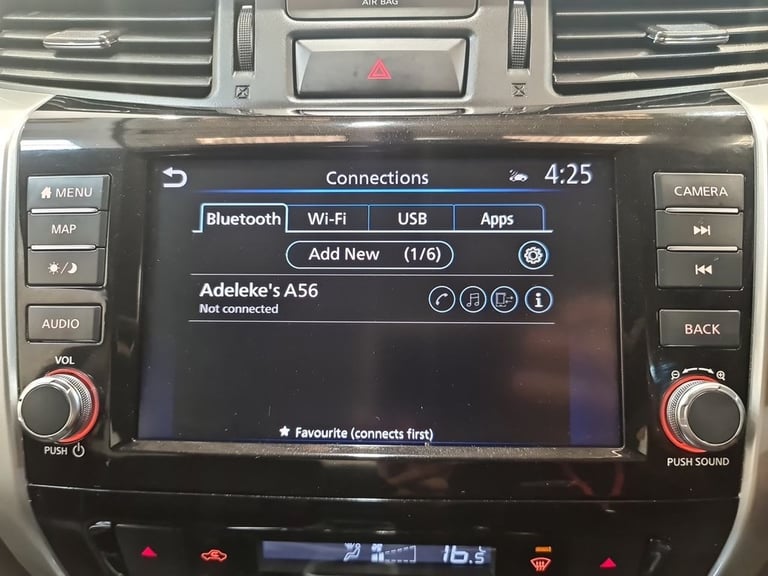 AIR BAG
Connections 4:25
MENU
CAMERA
Bluetooth Wi-Fi USB Apps
MAP
Add New (1/6)
Adeleke's A56
Not connected
AUDIO
BACK
VOL
Favourite (connects first)
PUSH
PUSH SOUND
16.5